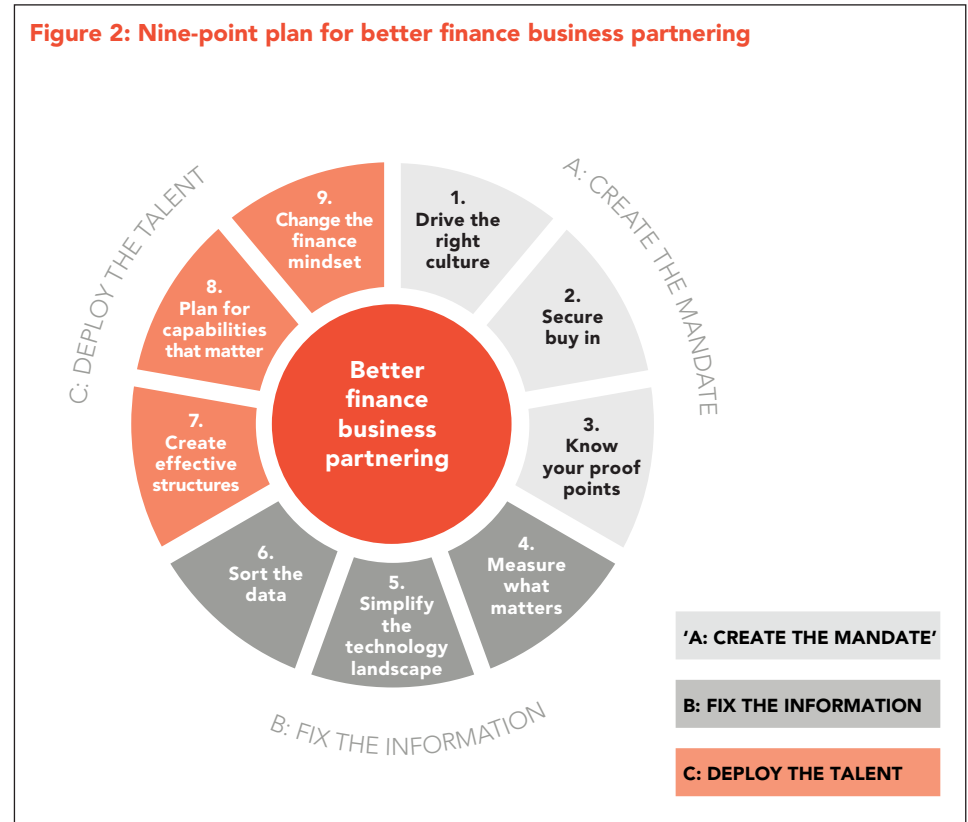 Figure 2: Nine-point plan for better finance business partnering
C: DEPLOY THE TALENT
A: CREATE THE MANDATE
9.
Change the
finance
mindset
1.
Drive the
right
culture
8.
Plan for
capabilities
that matter
2.
Secure
buy in
Better
finance
business
partnering
7.
Create
effective
structures
3.
Know
your proof
points
6.
Sort the
data
5.
Simplify
the
technology
landscape
4.
Measure
what
matters
B: FIX THE INFORMATION
'A: CREATE THE MANDATE'
B: FIX THE INFORMATION
C: DEPLOY THE TALENT